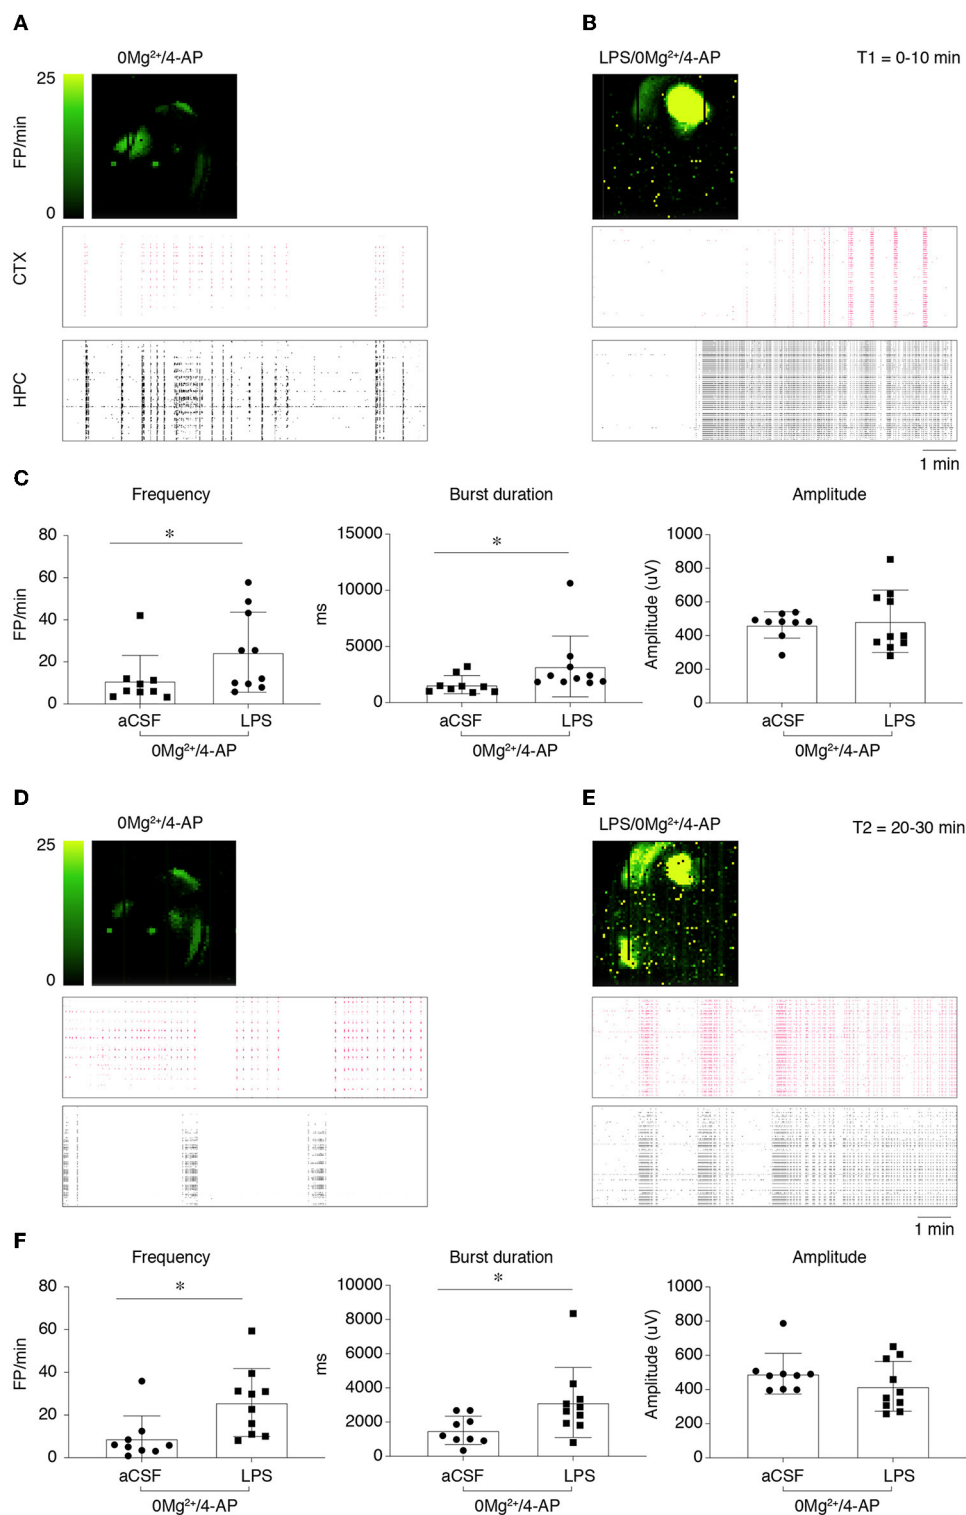 A
B
0Mg²⁺/4-AP
LPS/0Mg²⁺/4-AP
T1 = 0-10 min
25
FP/min
0
CTX
HPC
1 min
C
Frequency
Burst duration
Amplitude
*
*
80
60
40
20
0
FP/min
15000
10000
5000
0
ms
1000
800
600
400
200
0
Amplitude (uV)
aCSF
LPS
aCSF
LPS
aCSF
LPS
0Mg²⁺/4-AP
0Mg²⁺/4-AP
0Mg²⁺/4-AP
D
E
0Mg²⁺/4-AP
LPS/0Mg²⁺/4-AP
T2 = 20-30 min
25
0
1 min
F
Frequency
Burst duration
Amplitude
*
*
80
60
40
20
0
FP/min
10000
8000
6000
4000
2000
0
ms
1000
800
600
400
200
0
Amplitude (uV)
aCSF
LPS
aCSF
LPS
aCSF
LPS
0Mg²⁺/4-AP
0Mg²⁺/4-AP
0Mg²⁺/4-AP